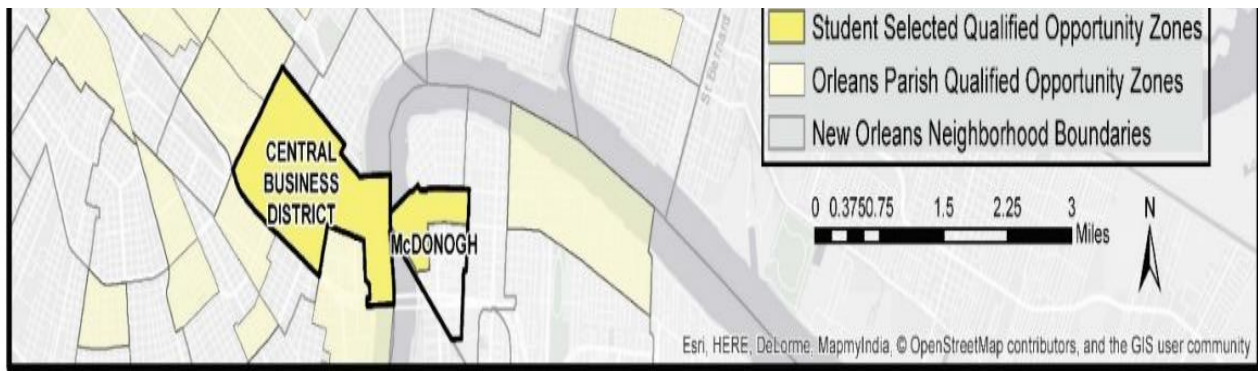 St Bernard
Student Selected Qualified Opportunity Zones
Orleans Parish Qualified Opportunity Zones
New Orleans Neighborhood Boundaries
CENTRAL
BUSINESS
DISTRICT
McDONOGH
0 0.3750.75 1.5 2.25 3
Miles
N
Esri, HERE, DeLorme, MapmyIndia, © OpenStreetMap contributors, and the GIS user community